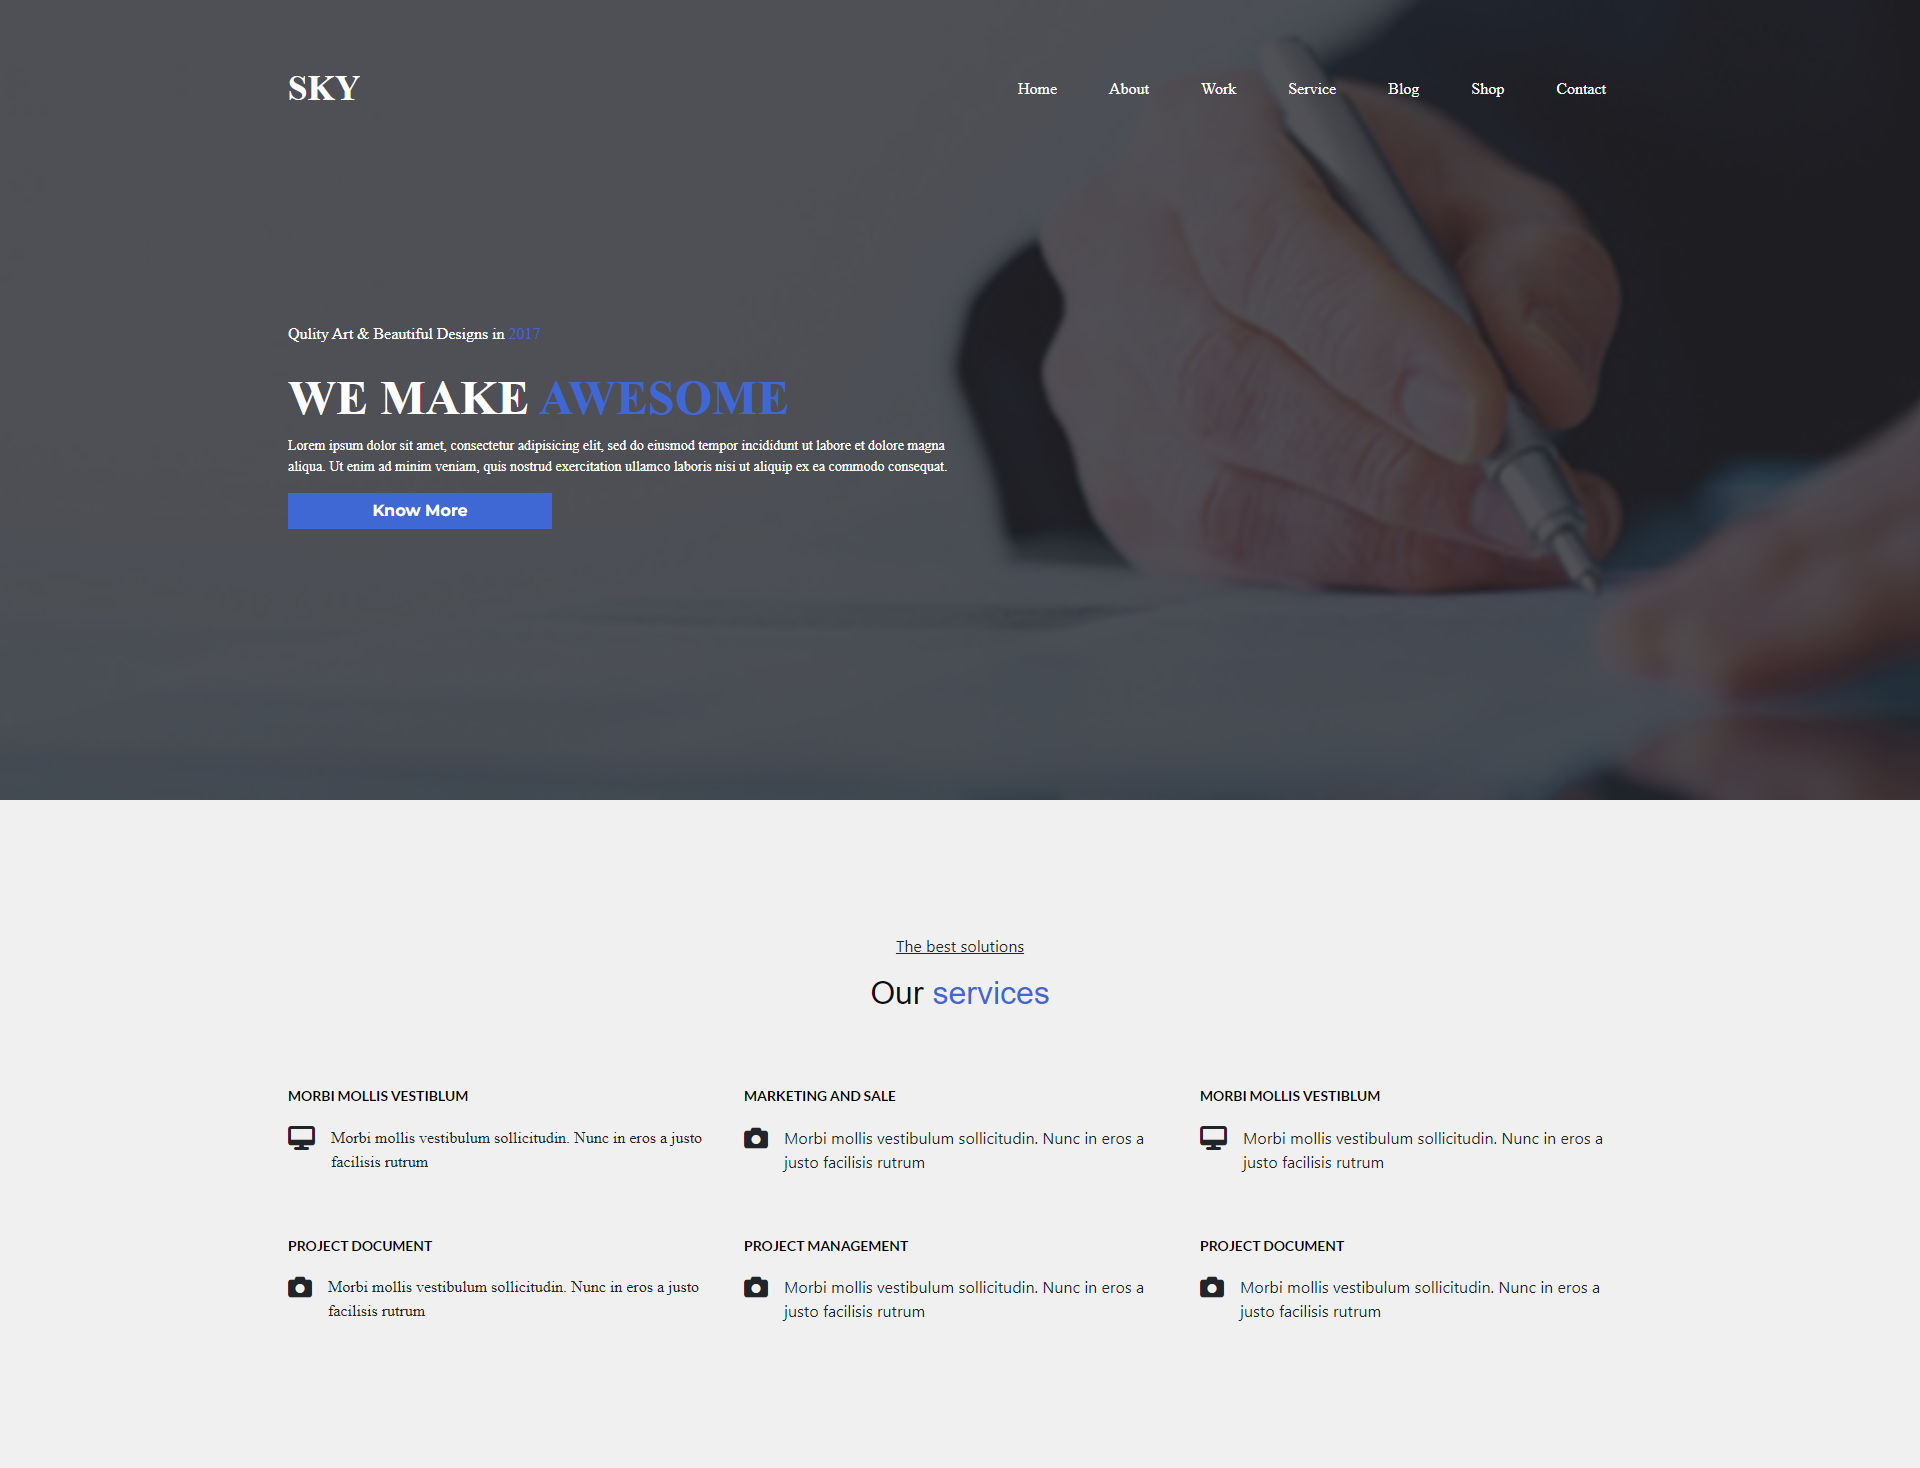 SKY
Home About Work Service Blog Shop Contact
Qulity Art & Beautiful Designs in 2017
WE MAKE AWESOME
Lorem ipsum dolor sit amet, consectetur adipisicing elit, sed do eiusmod tempor incididunt ut labore et dolore magna
aliqua. Ut enim ad minim veniam, quis nostrud exercitation ullamco laboris nisi ut aliquip ex ea commodo consequat.
Know More
The best solutions
Our services
MORBI MOLLIS VESTIBLUM
Morbi mollis vestibulum sollicitudin. Nunc in eros a justo
facilisis rutrum
MARKETING AND SALE
Morbi mollis vestibulum sollicitudin. Nunc in eros a
justo facilisis rutrum
MORBI MOLLIS VESTIBLUM
Morbi mollis vestibulum sollicitudin. Nunc in eros a
justo facilisis rutrum
PROJECT DOCUMENT
Morbi mollis vestibulum sollicitudin. Nunc in eros a justo
facilisis rutrum
PROJECT MANAGEMENT
Morbi mollis vestibulum sollicitudin. Nunc in eros a
justo facilisis rutrum
PROJECT DOCUMENT
Morbi mollis vestibulum sollicitudin. Nunc in eros a
justo facilisis rutrum